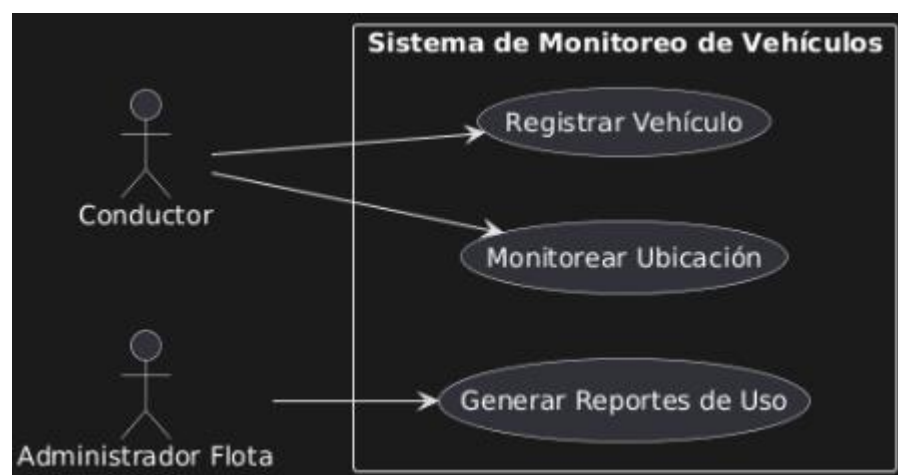 Sistema de Monitoreo de Vehículos
Registrar Vehículo
Conductor
Monitorear Ubicación
Generar Reportes de Uso
Administrador Flota